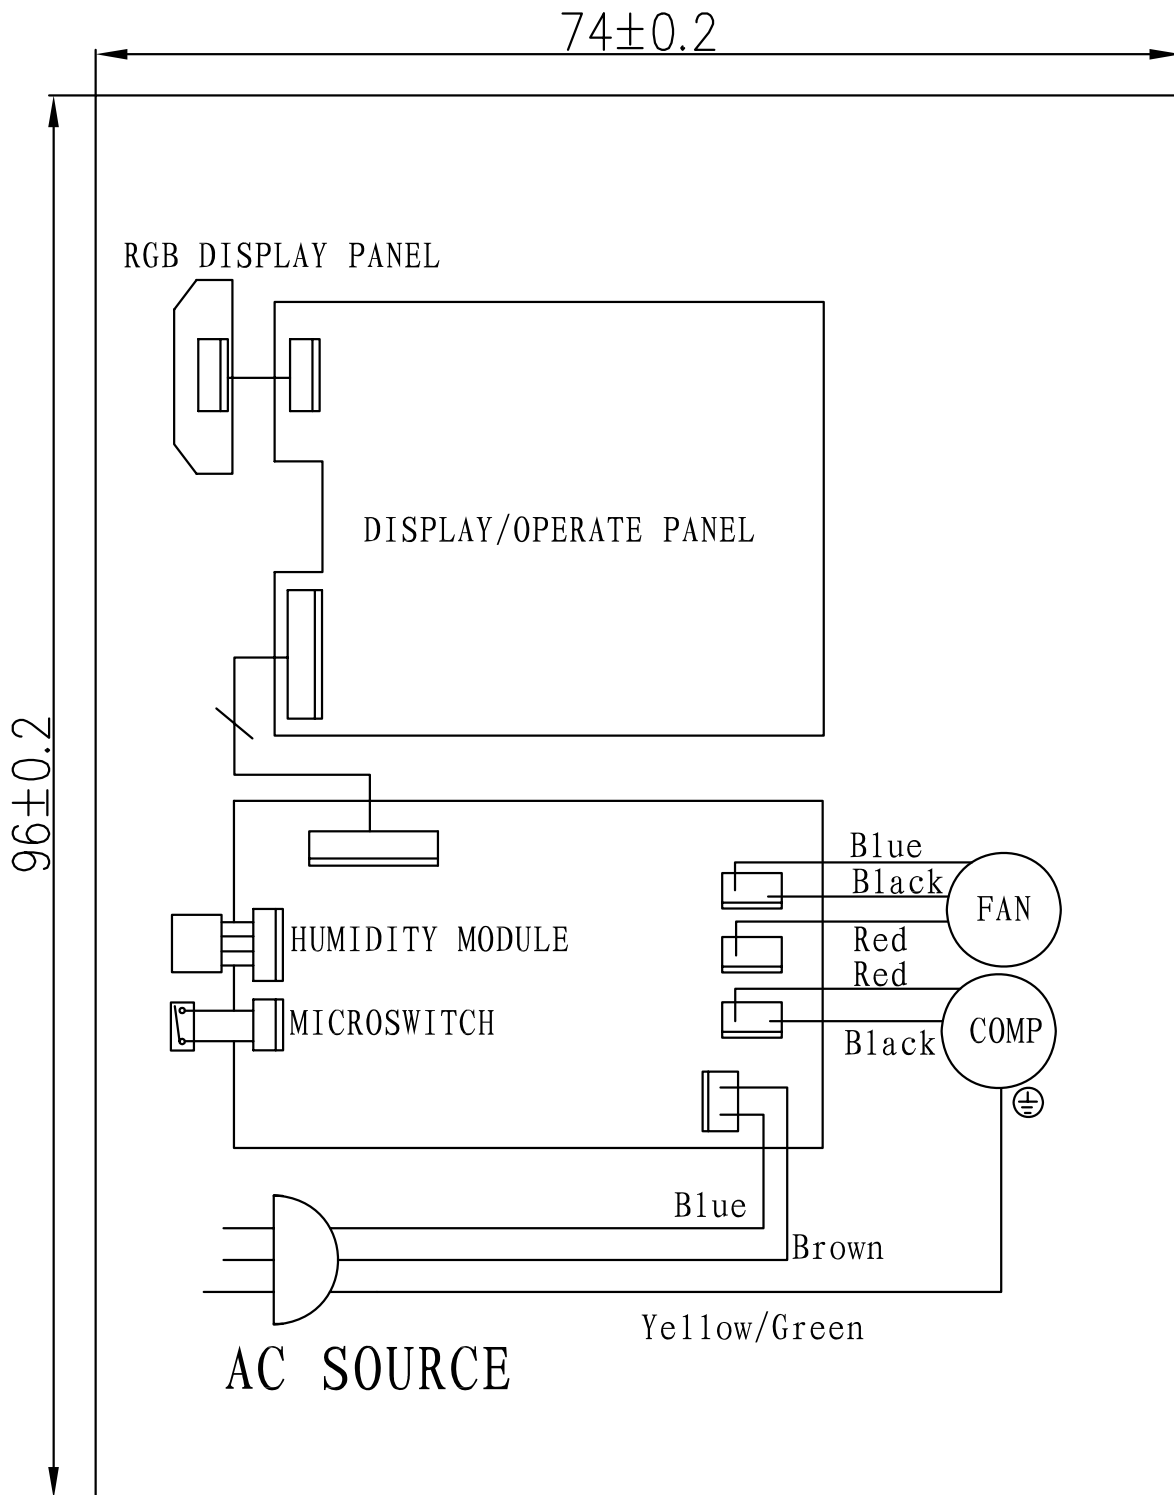 74±0.2
RGB DISPLAY PANEL
DISPLAY/OPERATE PANEL
96±0.2
Blue
Black
FAN
HUMIDITY MODULE
Red
Red
MICROSWITCH
COMP
Black
Blue
Brown
Yellow/Green
AC SOURCE